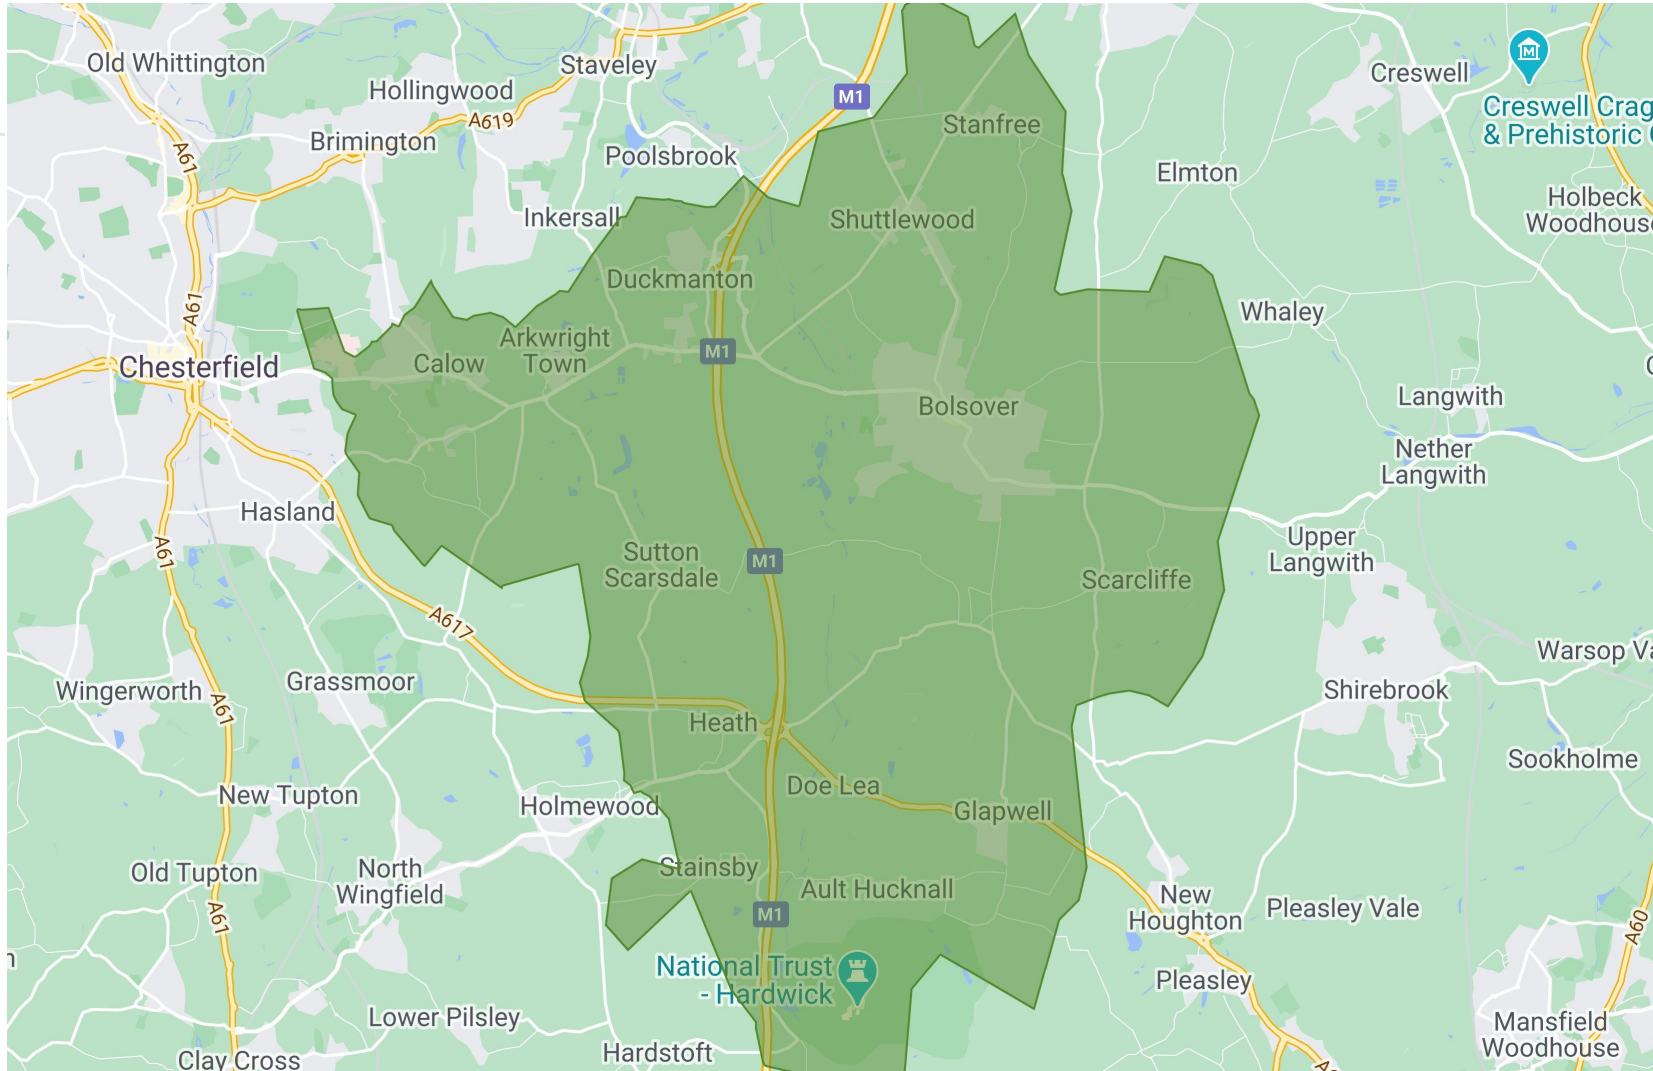 Old Whittington
Staveley
Creswell
Hollingwood
M1
Creswell Crag
& Prehistoric
A619
Stanfree
Brimington
A61
Poolsbrook
Elmton
Holbeck
Woodhous
Inkersall
Shuttlewood
Duckmanton
A61
Whaley
Arkwright
Town
M1
Calow
Chesterfield
Langwith
Bolsover
Nether
Langwith
Hasland
A61
Sutton
Scarsdale
M1
Upper
Langwith
Scarcliffe
A617
Warsop Va
Wingerworth
Grassmoor
Shirebrook
A61
Heath
Sookholme
Doe Lea
New Tupton
Holmewood
Glapwell
Old Tupton
North
Wingfield
Stainsby
Ault Hucknall
New
Houghton
Pleasley Vale
A61
M1
A60
National Trust
- Hardwick
Pleasley
Lower Pilsley
Mansfield
Woodhouse
Hardstoft
Clay Cross